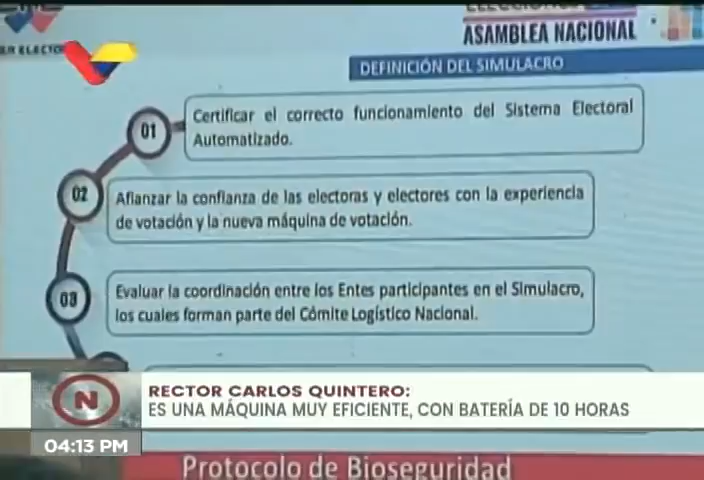 ELECCIONES
ASAMBLEA NACIONAL
ER ELECTO
DEFINICIÓN DEL SIMULACRO
01
Certificar el correcto funcionamiento del Sistema Electoral
Automatizado.
02
Afianzar la confianza de las electoras y electores con la experiencia
de votación y la nueva máquina de votación.
03
Evaluar la coordinación entre los Entes participantes en el Simulacro,
los cuales forman parte del Cómite Logístico Nacional.
N
RECTOR CARLOS QUINTERO:
ES UNA MÁQUINA MUY EFICIENTE, CON BATERÍA DE 10 HORAS
04:13 PM
Protocolo de Bioseguridad